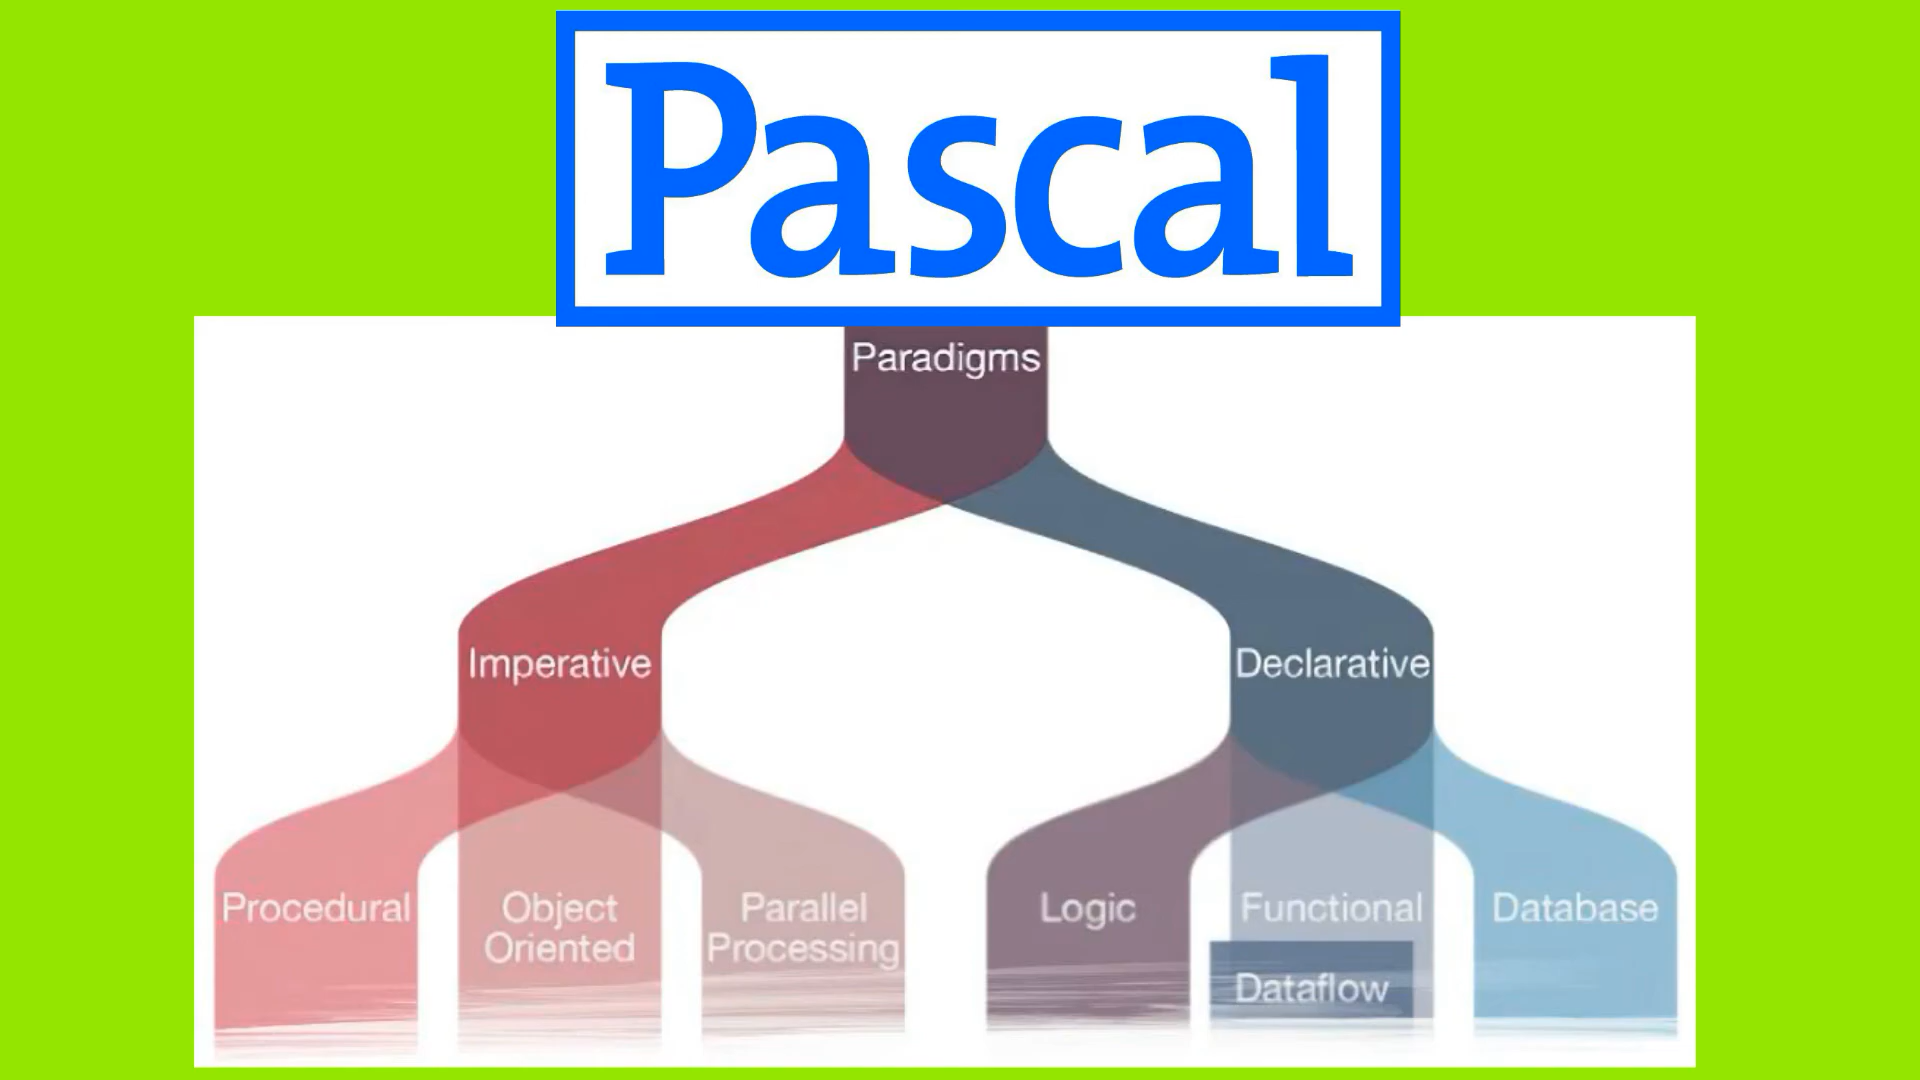 Pascal
Paradigms
Imperative
Declarative
Procedural
Object
Oriented
Parallel
Processing
Logic
Functional
Dataflow
Database